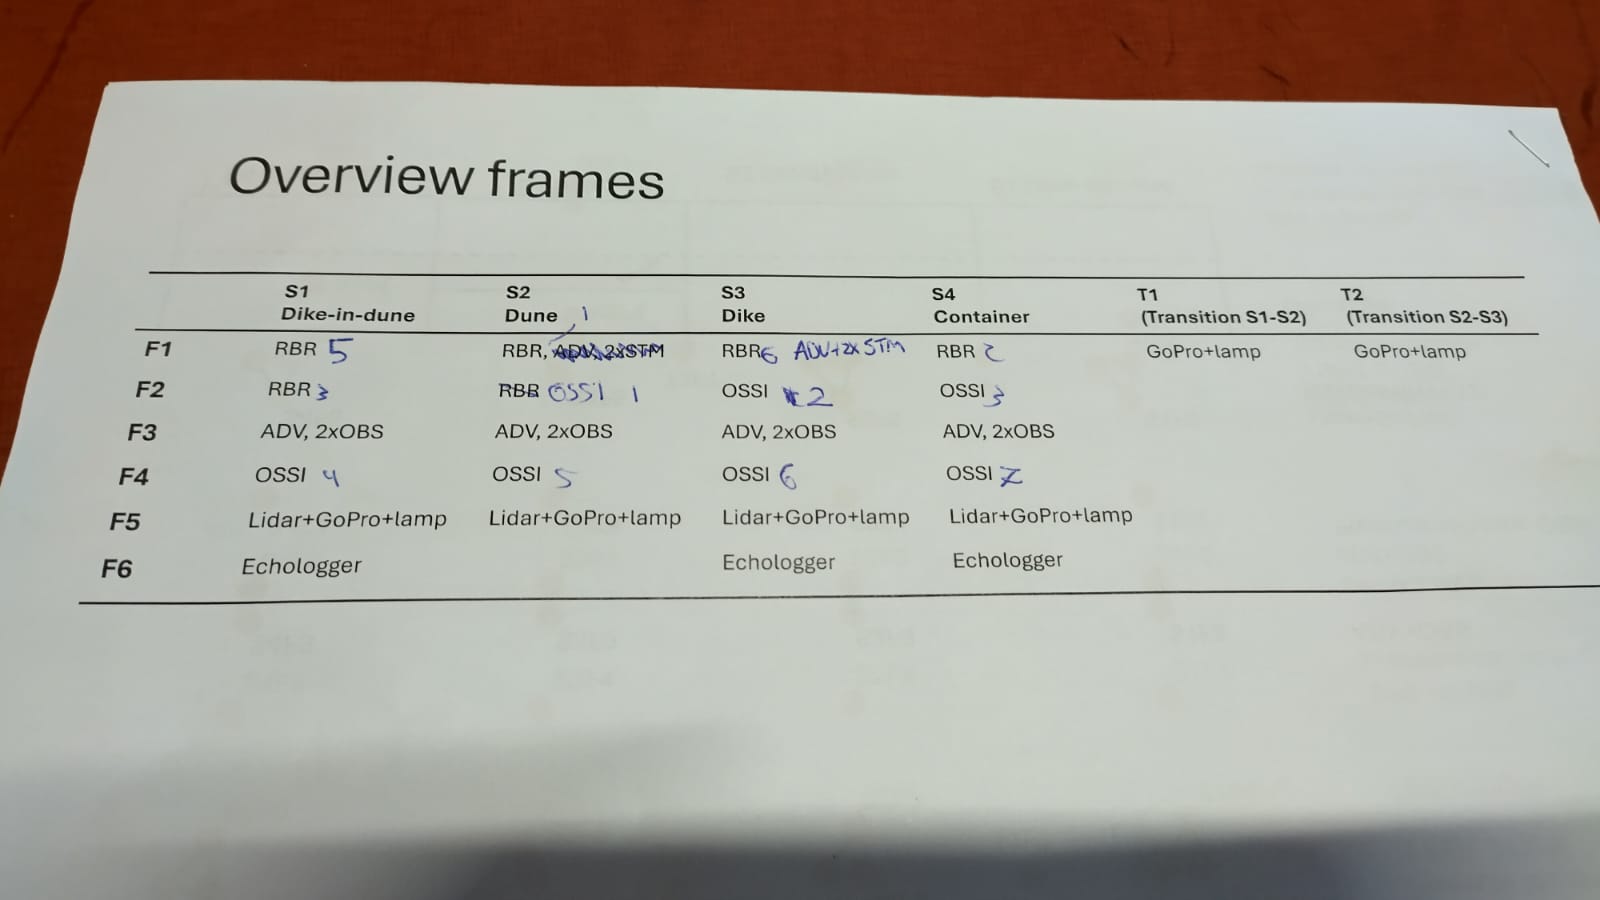 Overview frames
S1 S2 S3 S4 T1 T2
Dike-in-dune Dune Dike Container (Transition S1-S2) (Transition S2-S3)
1
F1 RBR 5 RBR, ADV, 2xSTM RBR 6 ADV+2x STM RBR 2 GoPro+lamp GoPro+lamp
F2 RBR 3 RBR OSSI 1 OSSI 2 OSSI 3
F3 ADV, 2xOBS ADV, 2xOBS ADV, 2xOBS ADV, 2xOBS
F4 OSSI 4 OSSI 5 OSSI 6 OSSI 7
F5 Lidar+GoPro+lamp Lidar+GoPro+lamp Lidar+GoPro+lamp Lidar+GoPro+lamp
F6 Echologger Echologger Echologger